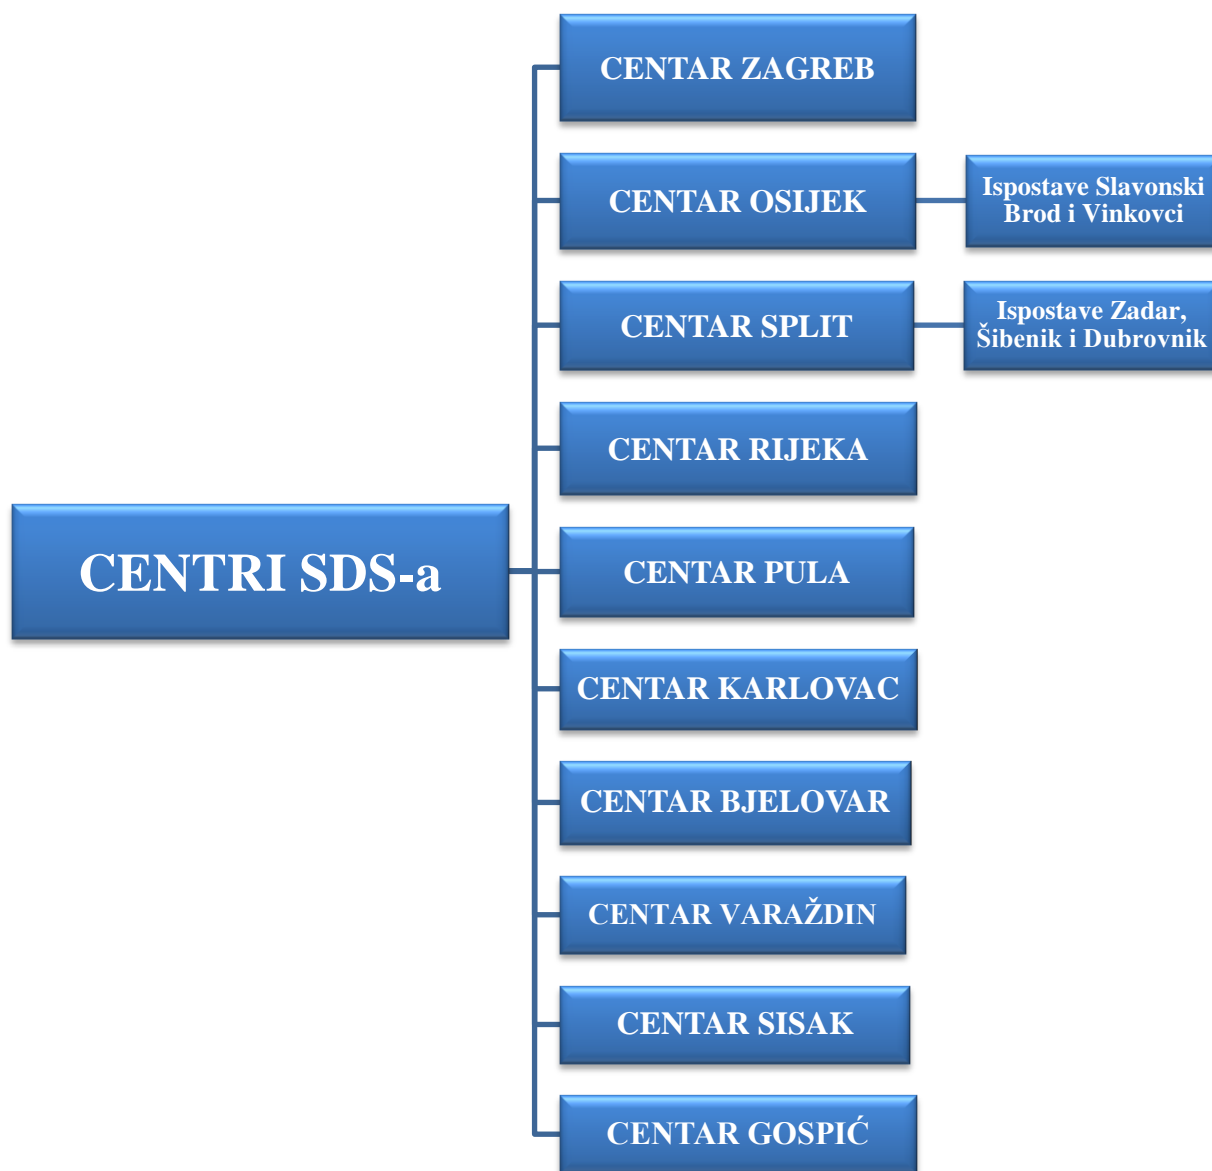 CENTAR ZAGREB
CENTAR OSIJEK
Ispostave Slavonski
Brod i Vinkovci
CENTAR SPLIT
Ispostave Zadar,
Šibenik i Dubrovnik
CENTAR RIJEKA
CENTRI SDS-a
CENTAR PULA
CENTAR KARLOVAC
CENTAR BJELOVAR
CENTAR VARAŽDIN
CENTAR SISAK
CENTAR GOSPIĆ